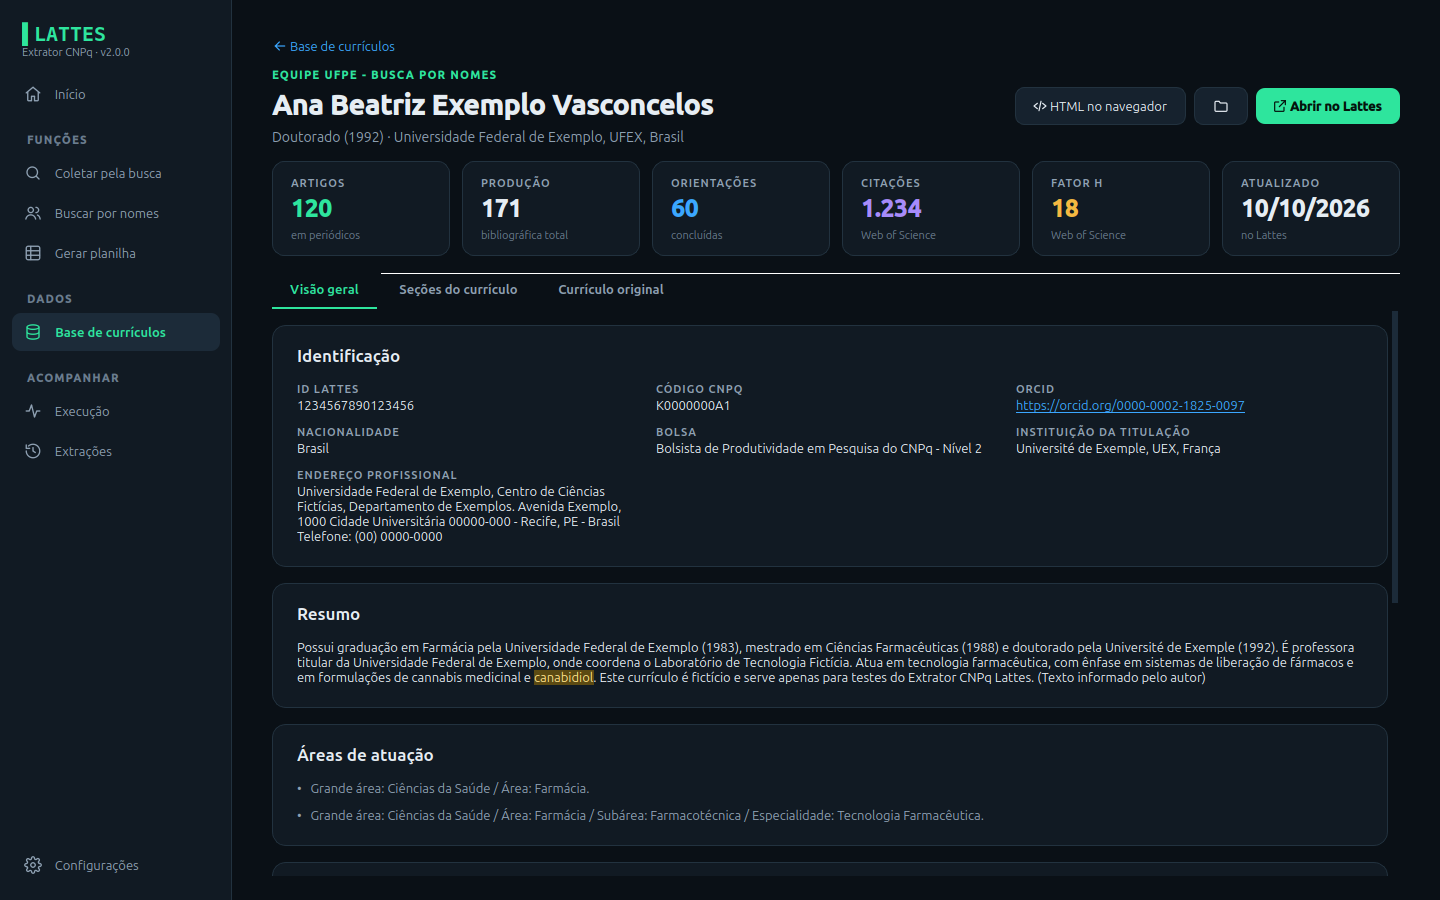 LATTES
Extrator CNPq · v2.0.0
Início
FUNÇÕES
Coletar pela busca
Buscar por nomes
Gerar planilha
DADOS
Base de currículos
ACOMPANHAR
Execução
Extrações
Configurações
← Base de currículos
EQUIPE UFPE - BUSCA POR NOMES
Ana Beatriz Exemplo Vasconcelos
Doutorado (1992) · Universidade Federal de Exemplo, UFEX, Brasil
HTML no navegador
Abrir no Lattes
ARTIGOS
120
em periódicos
PRODUÇÃO
171
bibliográfica total
ORIENTAÇÕES
60
concluídas
CITAÇÕES
1.234
Web of Science
FATOR H
18
Web of Science
ATUALIZADO
10/10/2026
no Lattes
Visão geral
Seções do currículo
Currículo original
Identificação
ID LATTES
1234567890123456
CÓDIGO CNPQ
K0000000A1
ORCID
https://orcid.org/0000-0002-1825-0097
NACIONALIDADE
Brasil
BOLSA
Bolsista de Produtividade em Pesquisa do CNPq - Nível 2
INSTITUIÇÃO DA TITULAÇÃO
Université de Exemple, UEX, França
ENDEREÇO PROFISSIONAL
Universidade Federal de Exemplo, Centro de Ciências
Fictícias, Departamento de Exemplos. Avenida Exemplo,
1000 Cidade Universitária 00000-000 - Recife, PE - Brasil
Telefone: (00) 0000-0000
Resumo
Possui graduação em Farmácia pela Universidade Federal de Exemplo (1983), mestrado em Ciências Farmacêuticas (1988) e doutorado pela Université de Exemple (1992). É professora
titular da Universidade Federal de Exemplo, onde coordena o Laboratório de Tecnologia Fictícia. Atua em tecnologia farmacêutica, com ênfase em sistemas de liberação de fármacos e
em formulações de cannabis medicinal e canabidiol. Este currículo é fictício e serve apenas para testes do Extrator CNPq Lattes. (Texto informado pelo autor)
Áreas de atuação
• Grande área: Ciências da Saúde / Área: Farmácia.
• Grande área: Ciências da Saúde / Área: Farmácia / Subárea: Farmacotécnica / Especialidade: Tecnologia Farmacêutica.